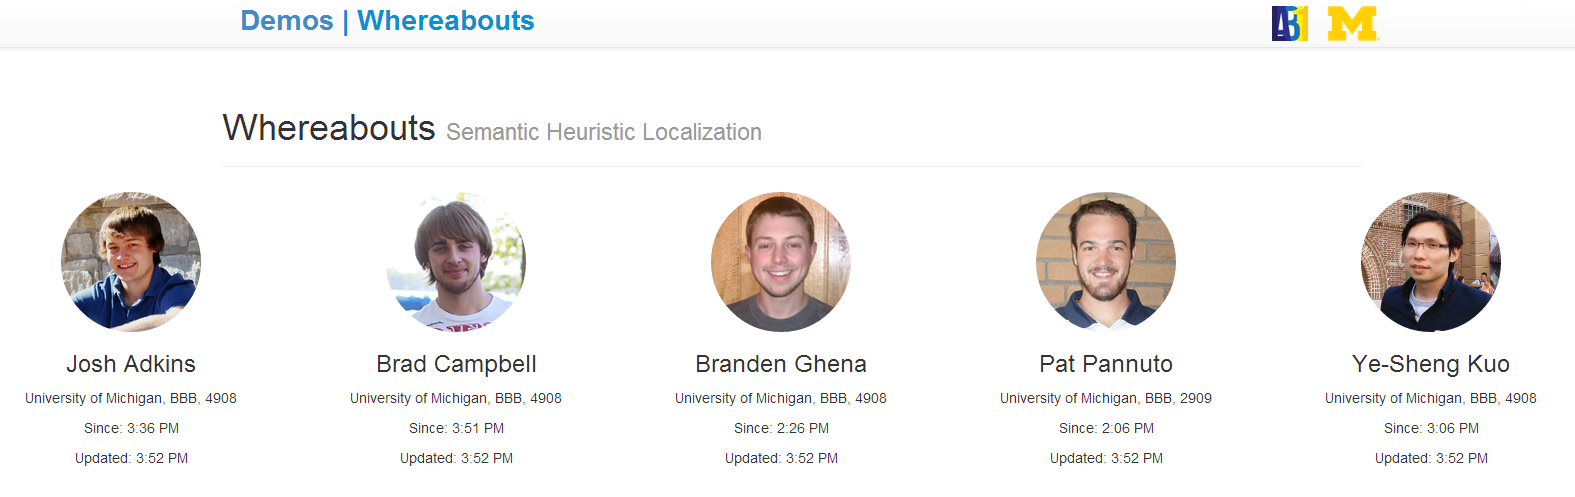 Demos | Whereabouts
AB1 M
Whereabouts Semantic Heuristic Localization
Josh Adkins
University of Michigan, BBB, 4908
Since: 3:36 PM
Updated: 3:52 PM
Brad Campbell
University of Michigan, BBB, 4908
Since: 3:51 PM
Updated: 3:52 PM
Branden Ghena
University of Michigan, BBB, 4908
Since: 2:26 PM
Updated: 3:52 PM
Pat Pannuto
University of Michigan, BBB, 2909
Since: 2:06 PM
Updated: 3:52 PM
Ye-Sheng Kuo
University of Michigan, BBB, 4908
Since: 3:06 PM
Updated: 3:52 PM